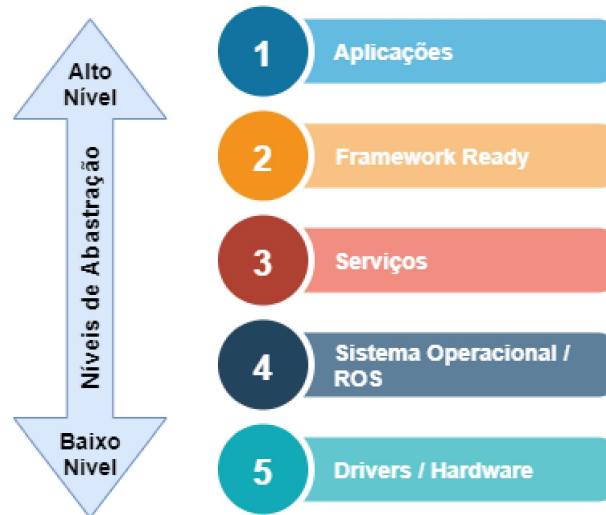 Alto
Nível
Níveis de Abastração
Baixo
Nivel
1
Aplicações
2
Framework Ready
3
Serviços
4
Sistema Operacional /
ROS
5
Drivers / Hardware